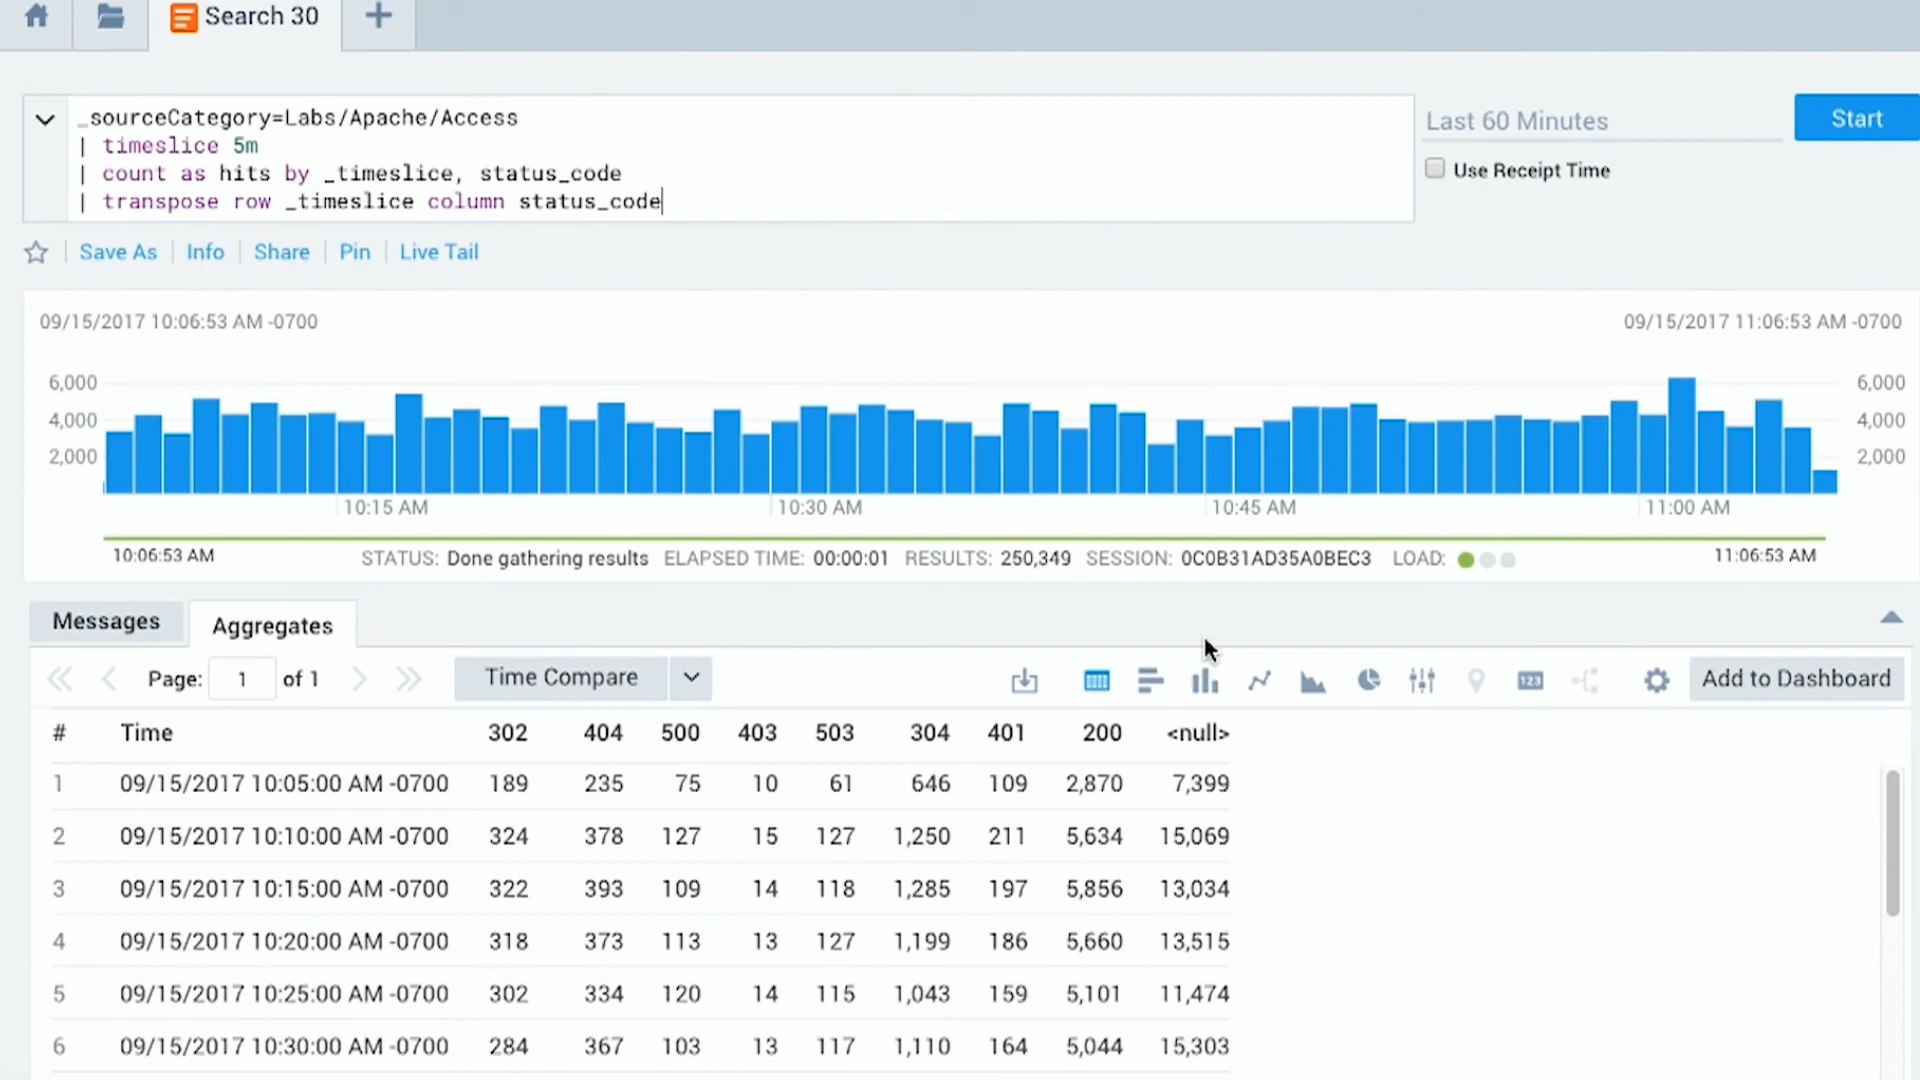 Search 30
_sourceCategory=Labs/Apache/Access
| timeslice 5m
| count as hits by _timeslice, status_code
| transpose row _timeslice column status_code
Last 60 Minutes
Start
Use Receipt Time
Save As Info Share Pin Live Tail
09/15/2017 10:06:53 AM -0700 09/15/2017 11:06:53 AM -0700
6,000 6,000
4,000 4,000
2,000 2,000
10:15 AM 10:30 AM 10:45 AM 11:00 AM
10:06:53 AM STATUS: Done gathering results ELAPSED TIME: 00:00:01 RESULTS: 250,349 SESSION: 0C0B31AD35A0BEC3 LOAD: 11:06:53 AM
Messages Aggregates
Page: 1 of 1 Time Compare 123 Add to Dashboard
# Time 302 404 500 403 503 304 401 200 <null>
1 09/15/2017 10:05:00 AM -0700 189 235 75 10 61 646 109 2,870 7,399
2 09/15/2017 10:10:00 AM -0700 324 378 127 15 127 1,250 211 5,634 15,069
3 09/15/2017 10:15:00 AM -0700 322 393 109 14 118 1,285 197 5,856 13,034
4 09/15/2017 10:20:00 AM -0700 318 373 113 13 127 1,199 186 5,660 13,515
5 09/15/2017 10:25:00 AM -0700 302 334 120 14 115 1,043 159 5,101 11,474
6 09/15/2017 10:30:00 AM -0700 284 367 103 13 117 1,110 164 5,044 15,303